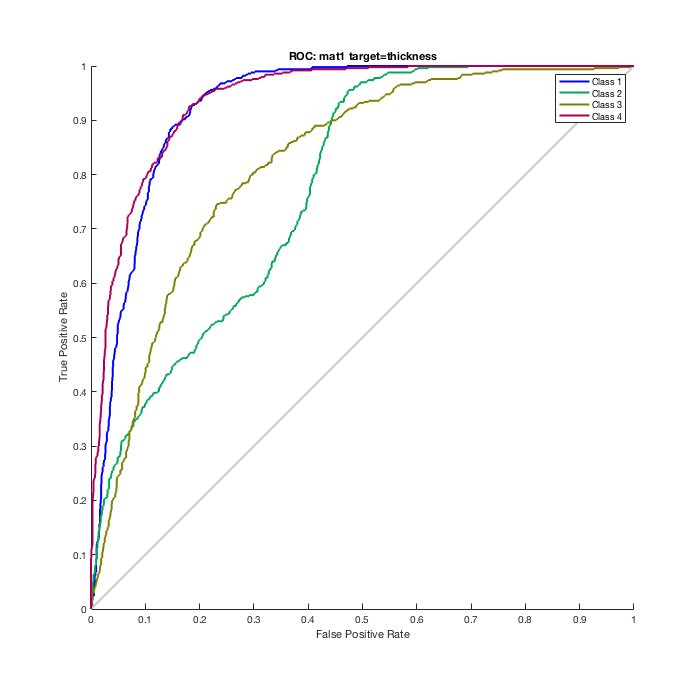 ROC: mat1 target=thickness
Class 1
Class 2
Class 3
Class 4
True Positive Rate
1
0.9
0.8
0.7
0.6
0.5
0.4
0.3
0.2
0.1
0
0 0.1 0.2 0.3 0.4 0.5 0.6 0.7 0.8 0.9 1
False Positive Rate